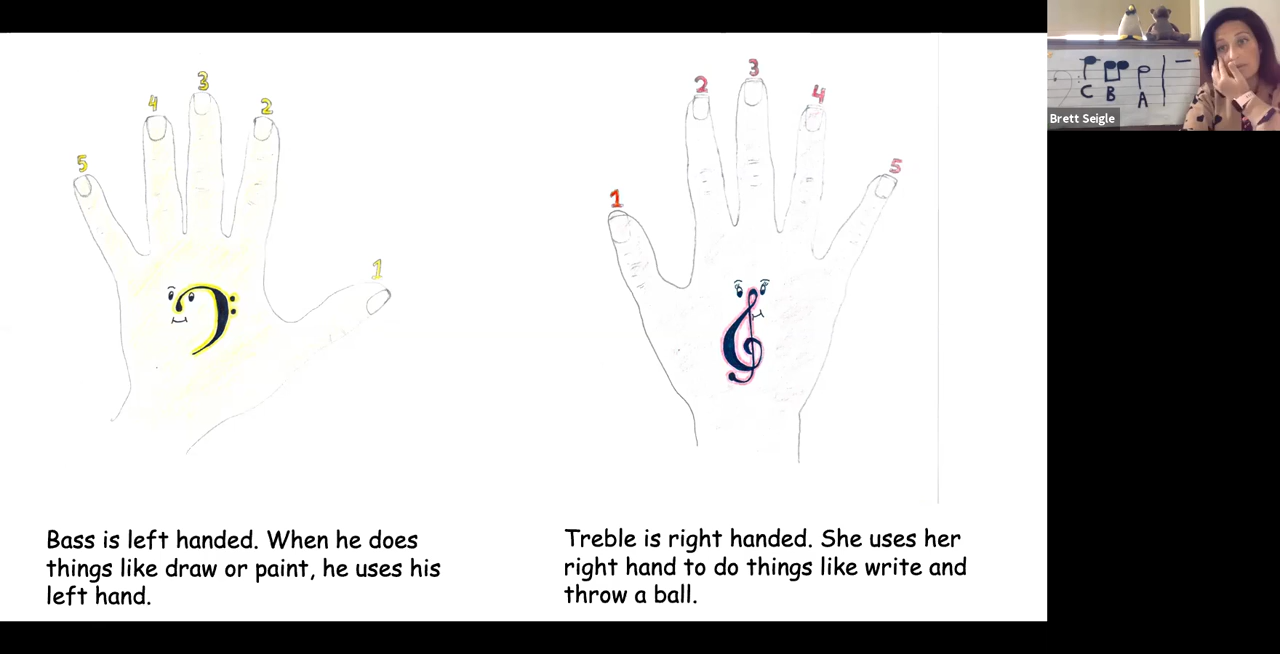 5
4
3
2
1
Bass is left handed. When he does
things like draw or paint, he uses his
left hand.
1
2
3
4
5
Treble is right handed. She uses her
right hand to do things like write and
throw a ball.
C B A
Brett Seigle